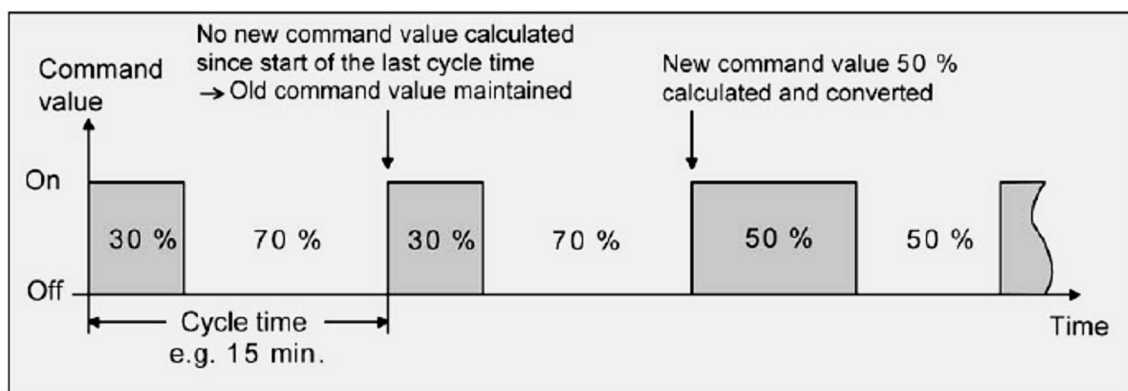 No new command value calculated
since start of the last cycle time
→ Old command value maintained
New command value 50 %
calculated and converted
Command
value
On
30 %
70 %
30 %
70 %
50 %
50 %
Off
Time
Cycle time
e.g. 15 min.